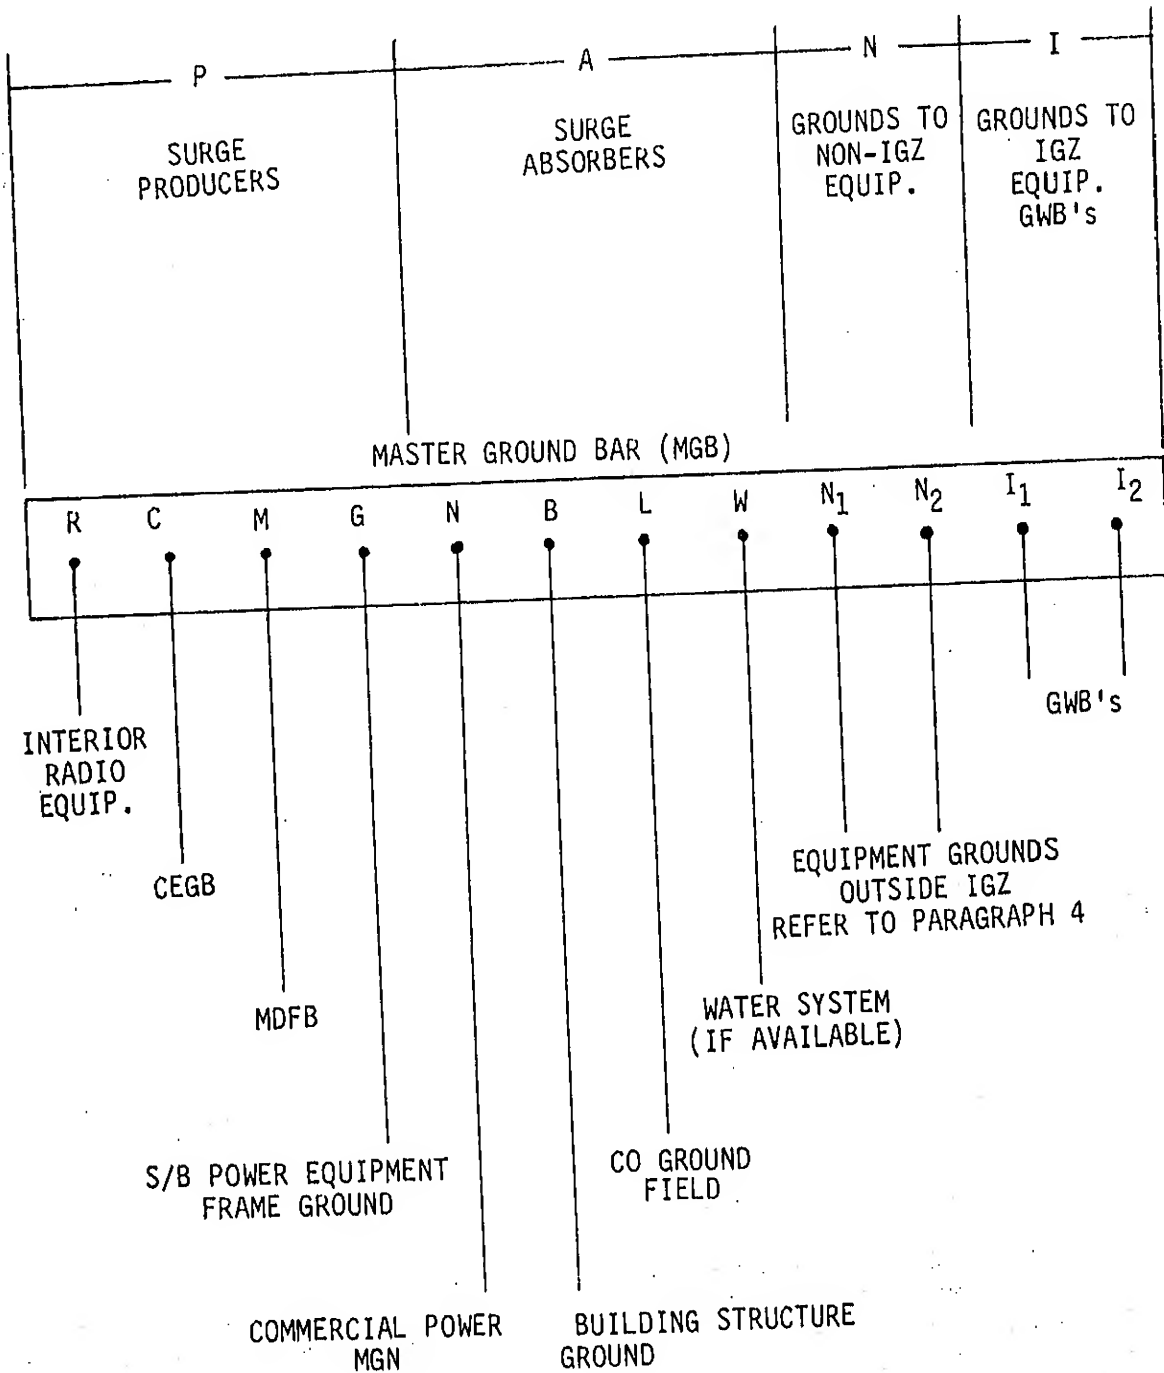 P
A
N
I
SURGE
PRODUCERS
SURGE
ABSORBERS
GROUNDS TO
NON-IGZ
EQUIP.
GROUNDS TO
IGZ
EQUIP.
GWB's
MASTER GROUND BAR (MGB)
R C M G N B L W N1 N2 I1 I2
INTERIOR
RADIO
EQUIP.
CEGB
MDFB
S/B POWER EQUIPMENT
FRAME GROUND
COMMERCIAL POWER
MGN
BUILDING STRUCTURE
GROUND
CO GROUND
FIELD
WATER SYSTEM
(IF AVAILABLE)
EQUIPMENT GROUNDS
OUTSIDE IGZ
REFER TO PARAGRAPH 4
GWB's